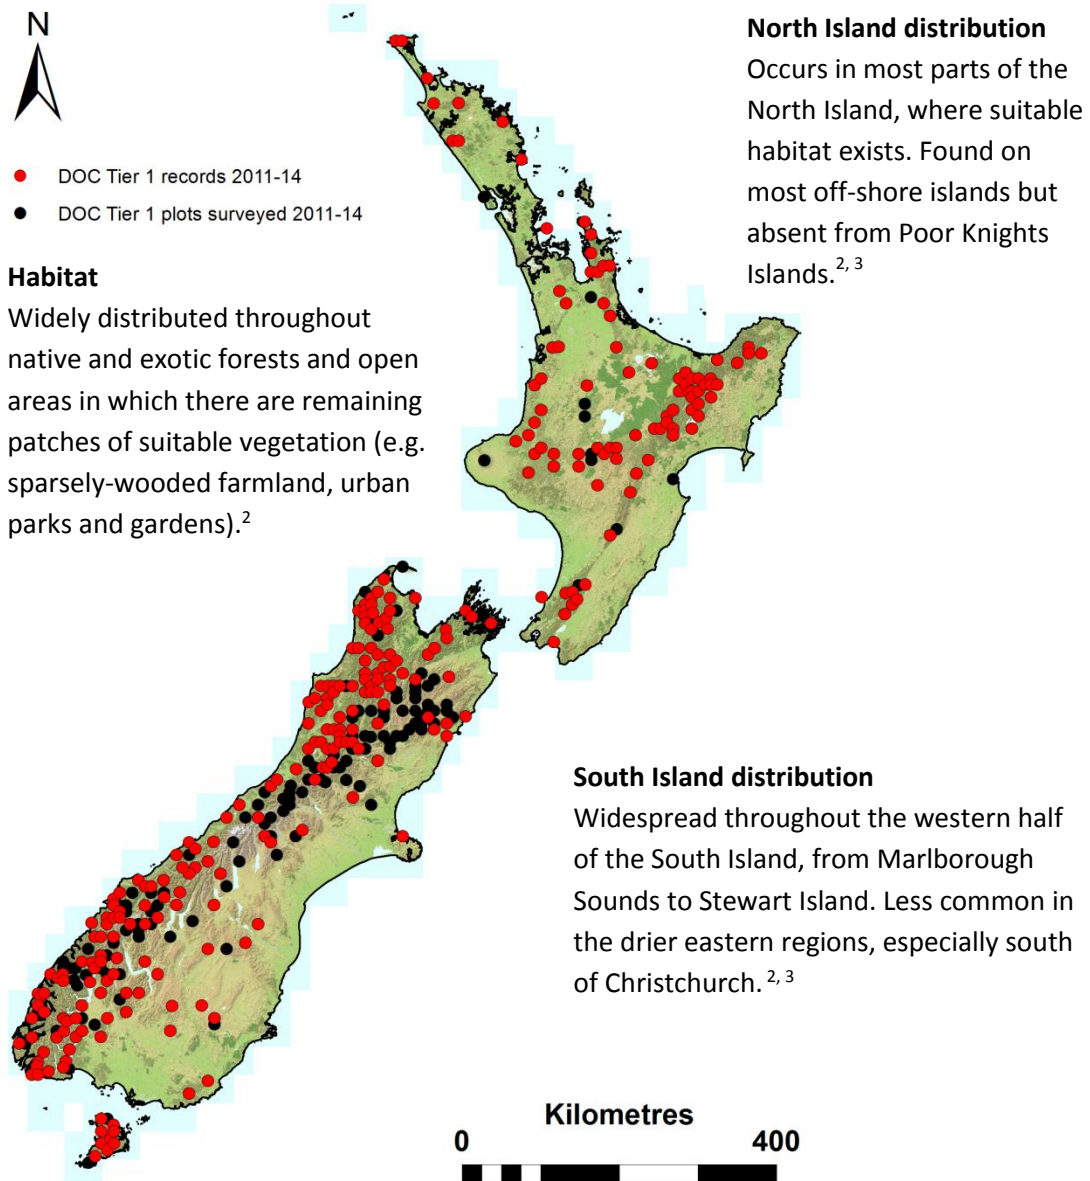 N
DOC Tier 1 records 2011-14
DOC Tier 1 plots surveyed 2011-14
Habitat
Widely distributed throughout
native and exotic forests and open
areas in which there are remaining
patches of suitable vegetation (e.g.
sparsely-wooded farmland, urban
parks and gardens).2
North Island distribution
Occurs in most parts of the
North Island, where suitable
habitat exists. Found on
most off-shore islands but
absent from Poor Knights
Islands.2, 3
South Island distribution
Widespread throughout the western half
of the South Island, from Marlborough
Sounds to Stewart Island. Less common in
the drier eastern regions, especially south
of Christchurch. 2, 3
Kilometres
0 400